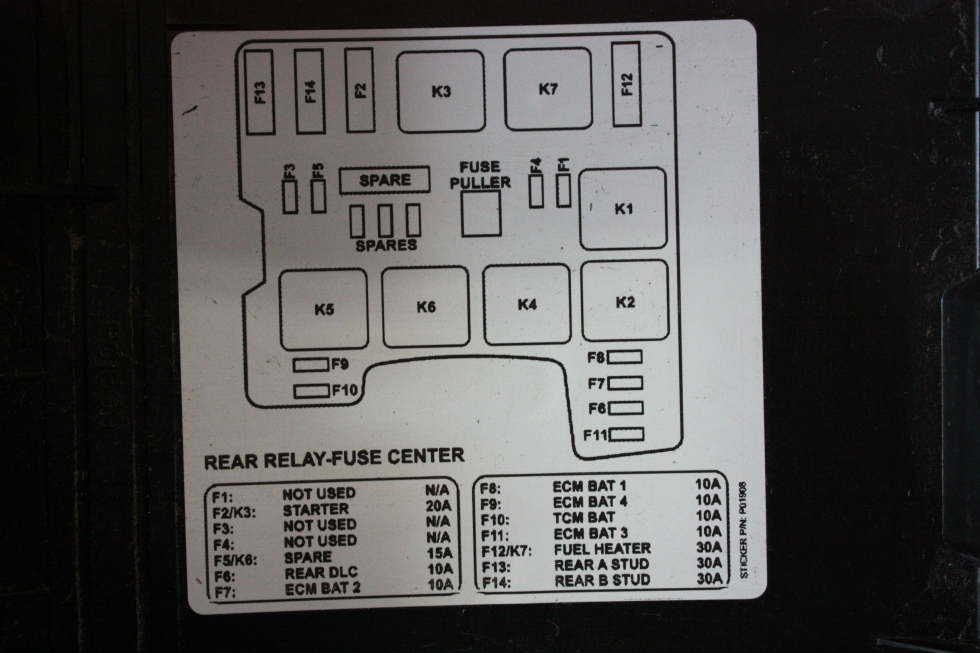 F13 F14 F2 K3 K7 F12
F3 F5 SPARE FUSE PULLER F4 F1
K1
SPARES
K5 K6 K4 K2
F9
F10
F8
F7
F6
F11
REAR RELAY-FUSE CENTER
F1: NOT USED N/A
F2/K3: STARTER 20A
F3: NOT USED N/A
F4: NOT USED N/A
F5/K6: SPARE 15A
F6: REAR DLC 10A
F7: ECM BAT 2 10A
F8: ECM BAT 1 10A
F9: ECM BAT 4 10A
F10: TCM BAT 10A
F11: ECM BAT 3 10A
F12/K7: FUEL HEATER 30A
F13: REAR A STUD 30A
F14: REAR B STUD 30A
STICKER P/N: P01908